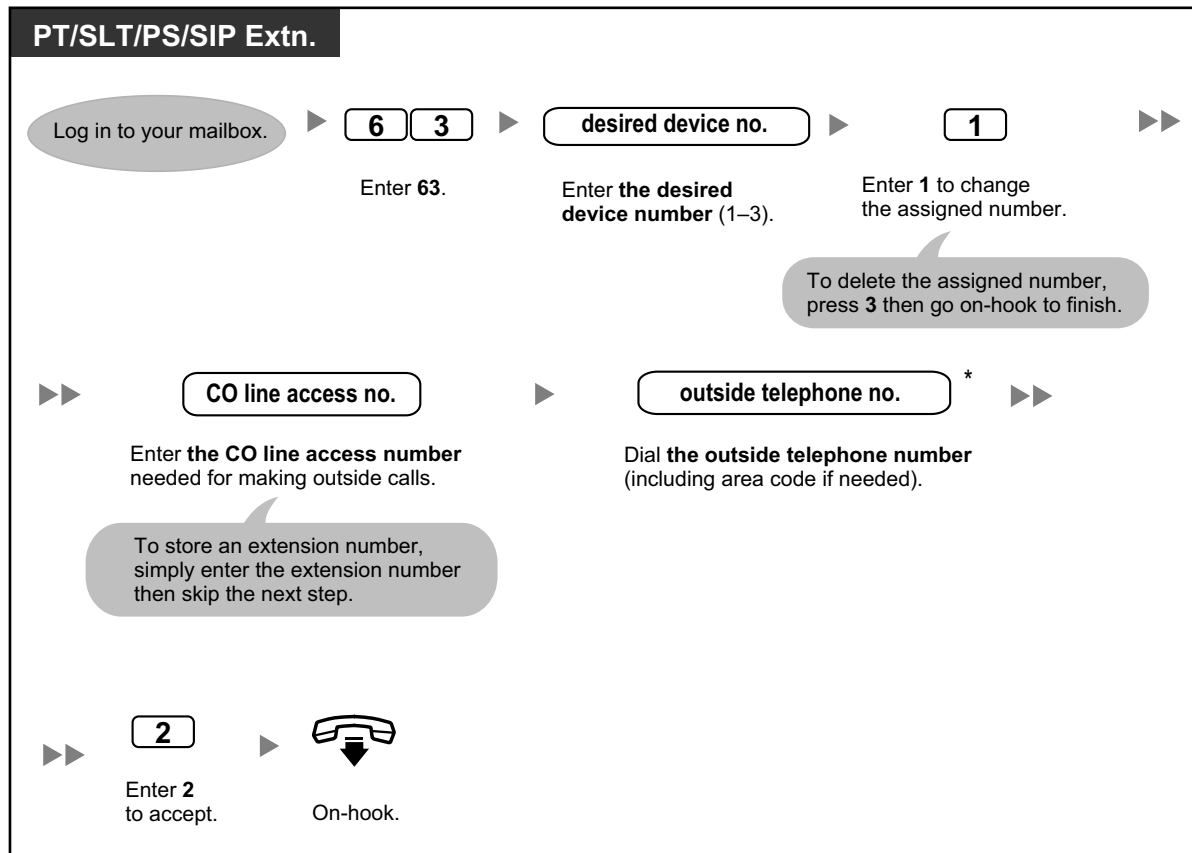 PT/SLT/PS/SIP Extn.
Log in to your mailbox.
6 3
desired device no.
1
Enter 63.
Enter the desired
device number (1–3).
Enter 1 to change
the assigned number.
To delete the assigned number,
press 3 then go on-hook to finish.
CO line access no.
outside telephone no. *
Enter the CO line access number
needed for making outside calls.
Dial the outside telephone number
(including area code if needed).
To store an extension number,
simply enter the extension number
then skip the next step.
2
Enter 2
to accept.
On-hook.